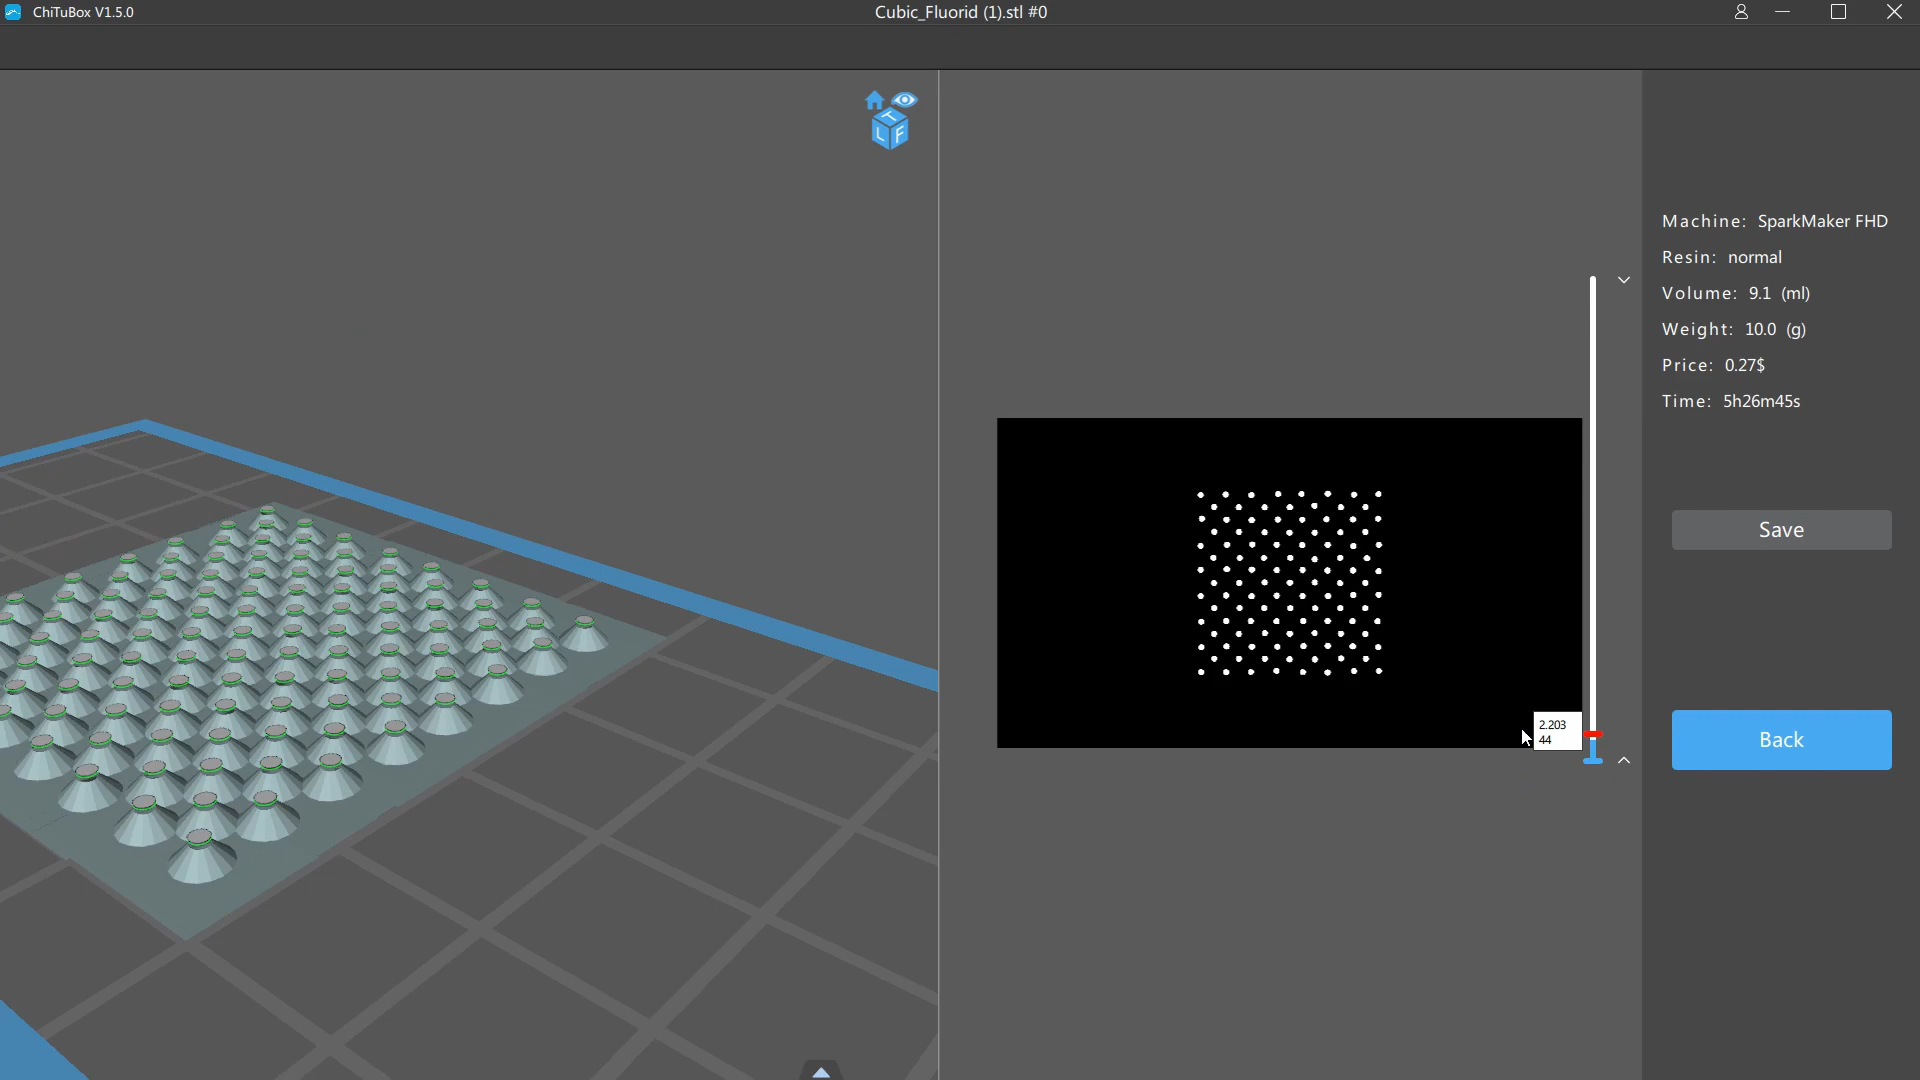 ChiTuBox V1.5.0
Cubic_Fluorid (1).stl #0
T
L F
Machine: SparkMaker FHD
Resin: normal
Volume: 9.1 (ml)
Weight: 10.0 (g)
Price: 0.27$
Time: 5h26m45s
Save
2.203
44
Back